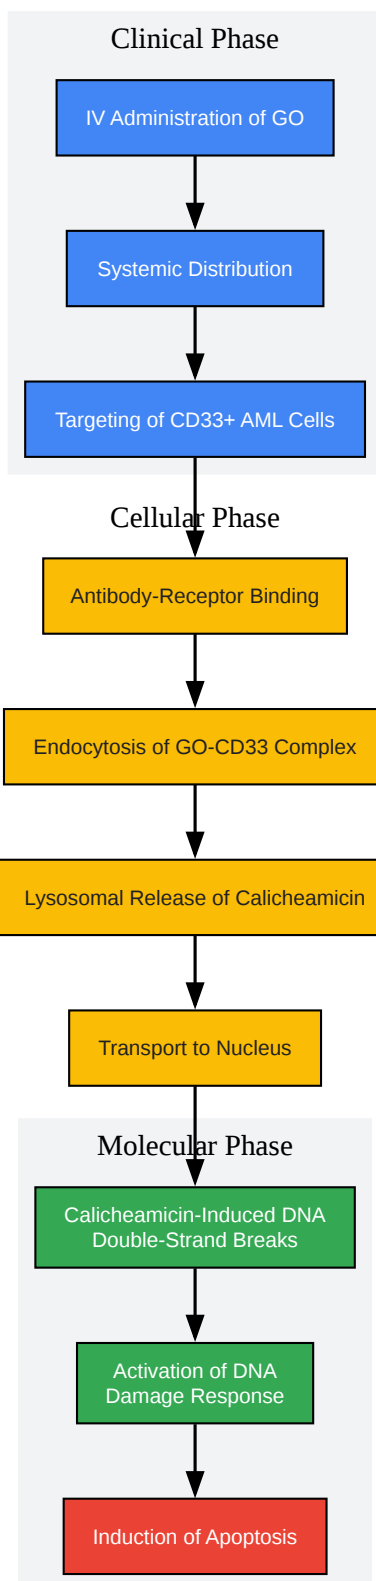 Clinical Phase
IV Administration of GO
Systemic Distribution
Targeting of CD33+ AML Cells
Cellular Phase
Antibody-Receptor Binding
Endocytosis of GO-CD33 Complex
Lysosomal Release of Calicheamicin
Transport to Nucleus
Molecular Phase
Calicheamicin-Induced DNA
Double-Strand Breaks
Activation of DNA
Damage Response
Induction of Apoptosis